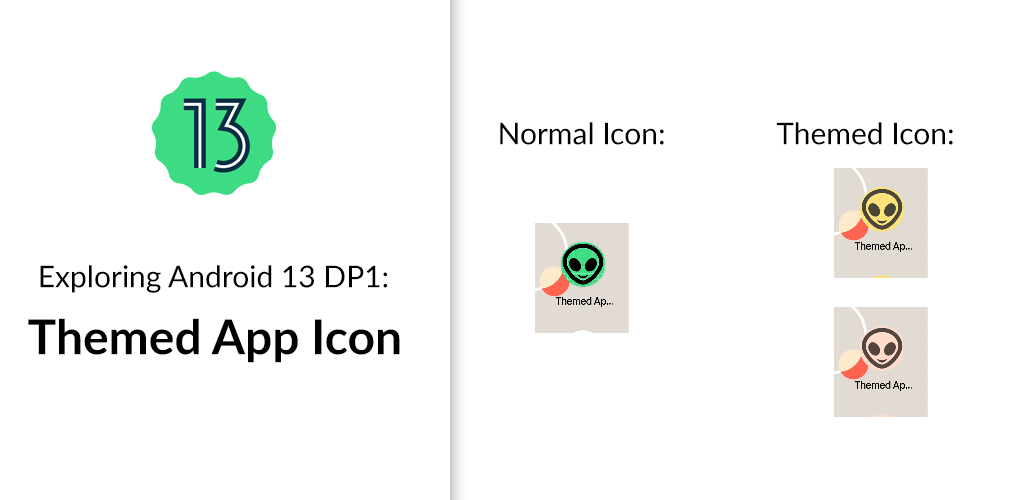 13
Exploring Android 13 DP1:
Themed App Icon
Normal Icon:
Themed Ap...
Themed Icon:
Themed Ap...
Themed Ap...